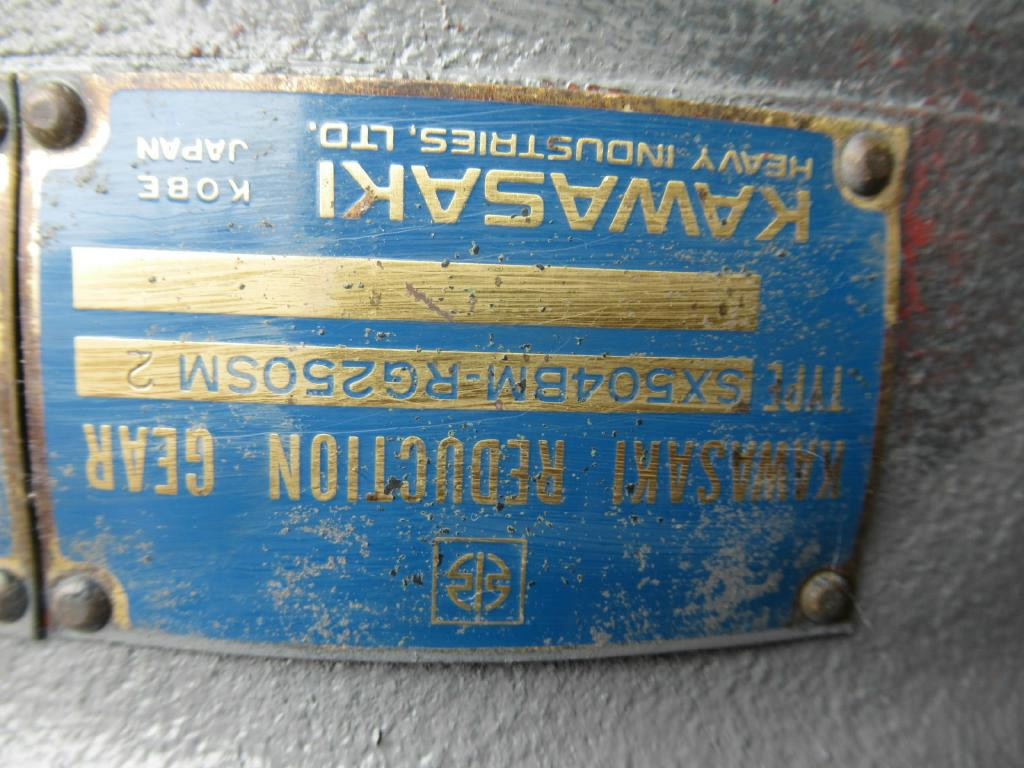 KAWASAKI REDUCTION GEAR
TYPE SX504BM-RG250SM 2
KAWASAKI
HEAVY INDUSTRIES, LTD.
KOBE
JAPAN